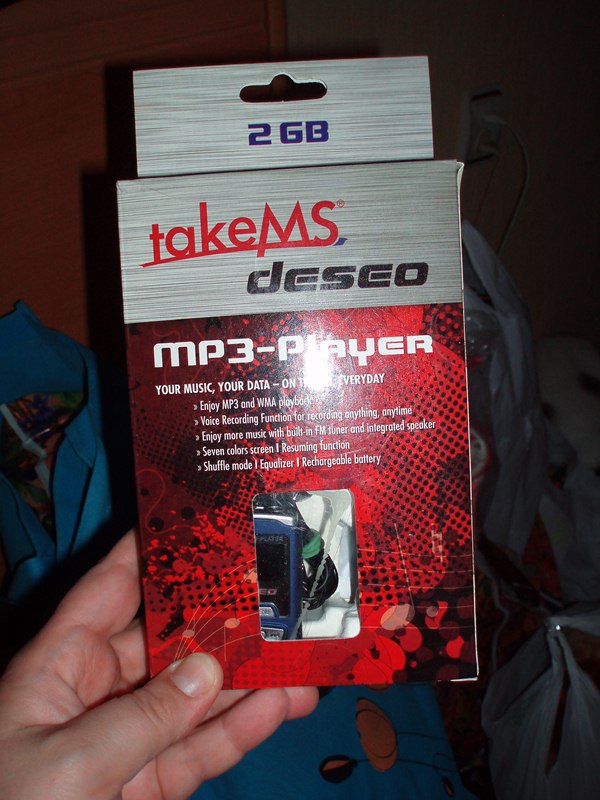 2 GB
takeMS®
deseo
MP3-Player
YOUR MUSIC, YOUR DATA – ON EVERYDAY
» Enjoy MP3 and WMA playback
» Voice Recording Function for recording anything, anytime
» Enjoy more music with built-in FM tuner and integrated speaker
» Seven colors screen I Resuming function
» Shuffle mode I Equalizer I Rechargeable battery